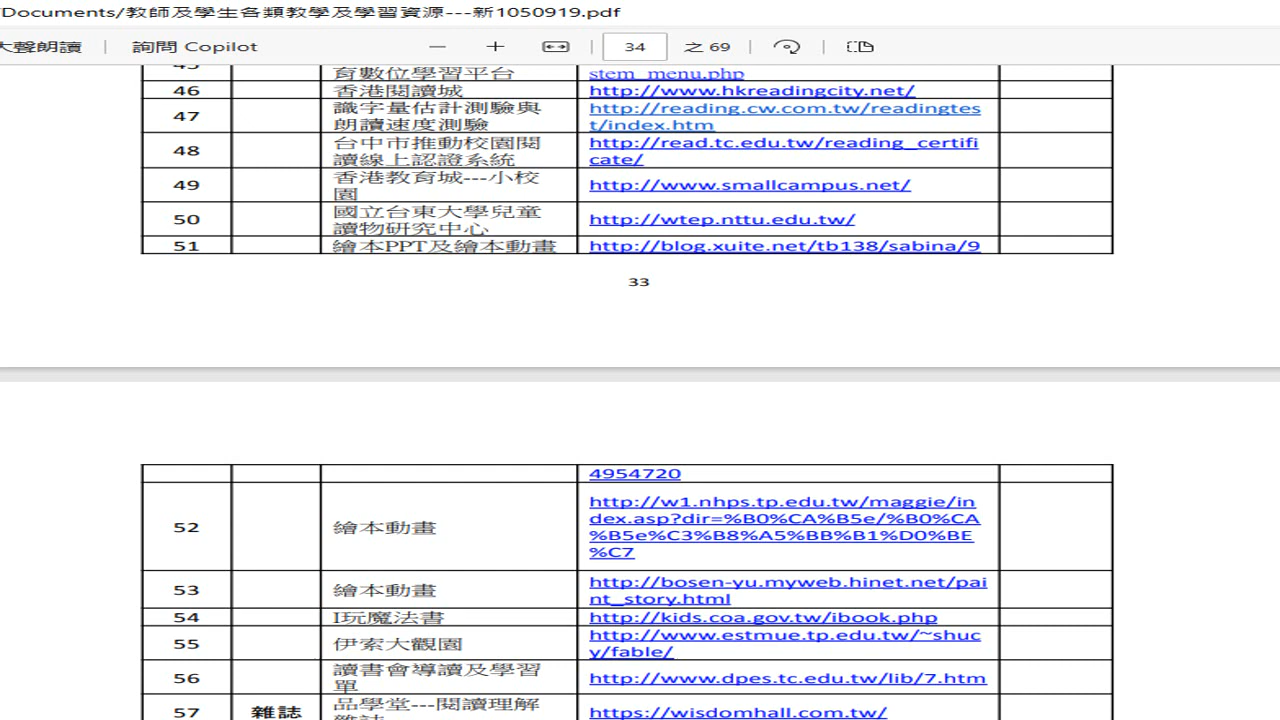 Documents/教師及學生各類教學及學習資源---新1050919.pdf
大聲朗讀 | 詢問 Copilot — + 34 之 69
育數位學習平台 stem_menu.php
46 香港閱讀城 http://www.hkreadingcity.net/
47 識字量估計測驗與 http://reading.cw.com.tw/readingtes
朗讀速度測驗 t/index.htm
48 台中市推動校園閱 http://read.tc.edu.tw/reading_certifi
讀線上認證系統 cate/
49 香港教育城---小校 http://www.smallcampus.net/
園
50 國立台東大學兒童 http://wtep.nttu.edu.tw/
讀物研究中心
51 繪本PPT及繪本動畫 http://blog.xuite.net/tb138/sabina/9
33
4954720
52 繪本動畫 http://w1.nhps.tp.edu.tw/maggie/in
dex.asp?dir=%B0%CA%B5e/%B0%CA
%B5e%C3%B8%A5%BB%B1%D0%BE
%C7
53 繪本動畫 http://bosen-yu.myweb.hinet.net/pai
nt_story.html
54 I玩魔法書 http://kids.coa.gov.tw/ibook.php
55 伊索大觀園 http://www.estmue.tp.edu.tw/~shuc
y/fable/
56 讀書會導讀及學習 http://www.dpes.tc.edu.tw/lib/7.htm
單
57 雜誌 品學堂---閱讀理解 https://wisdomhall.com.tw/